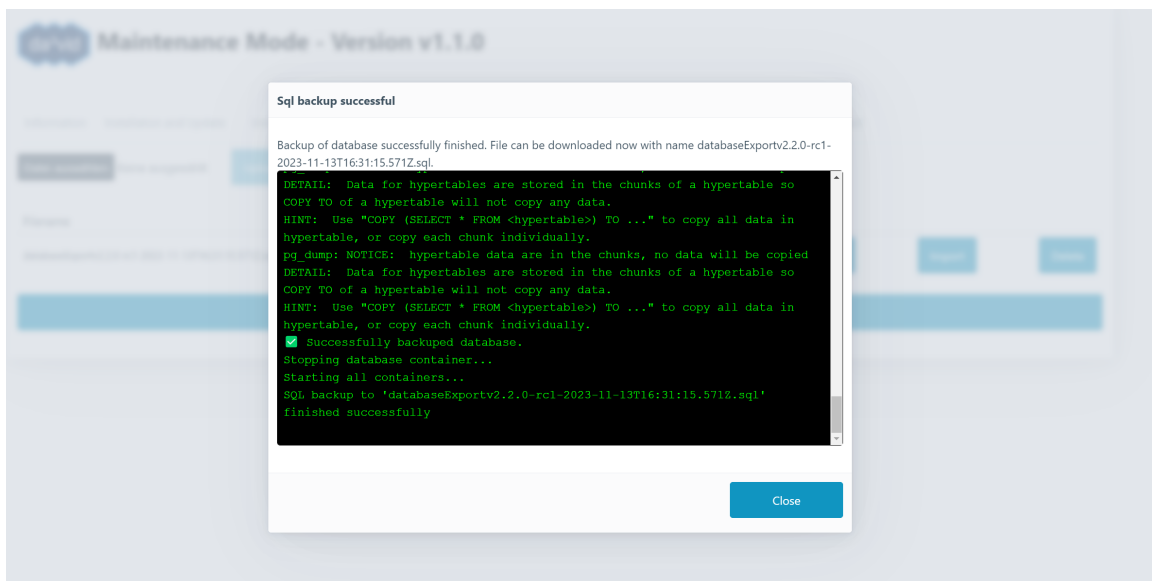 Maintenance Mode - Version v1.1.0
Sql backup successful
Backup of database successfully finished. File can be downloaded now with name databaseExportv2.2.0-rc1-
2023-11-13T16:31:15.571Z.sql.
DETAIL:  Data for hypertables are stored in the chunks of a hypertable so
COPY TO of a hypertable will not copy any data.
HINT:  Use "COPY (SELECT * FROM <hypertable>) TO ..." to copy all data in
hypertable, or copy each chunk individually.
pg_dump: NOTICE:  hypertable data are in the chunks, no data will be copied
DETAIL:  Data for hypertables are stored in the chunks of a hypertable so
COPY TO of a hypertable will not copy any data.
HINT:  Use "COPY (SELECT * FROM <hypertable>) TO ..." to copy all data in
hypertable, or copy each chunk individually.
✅ Successfully backuped database.
Stopping database container...
Starting all containers...
SQL backup to 'databaseExportv2.2.0-rc1-2023-11-13T16:31:15.571Z.sql'
finished successfully
Close